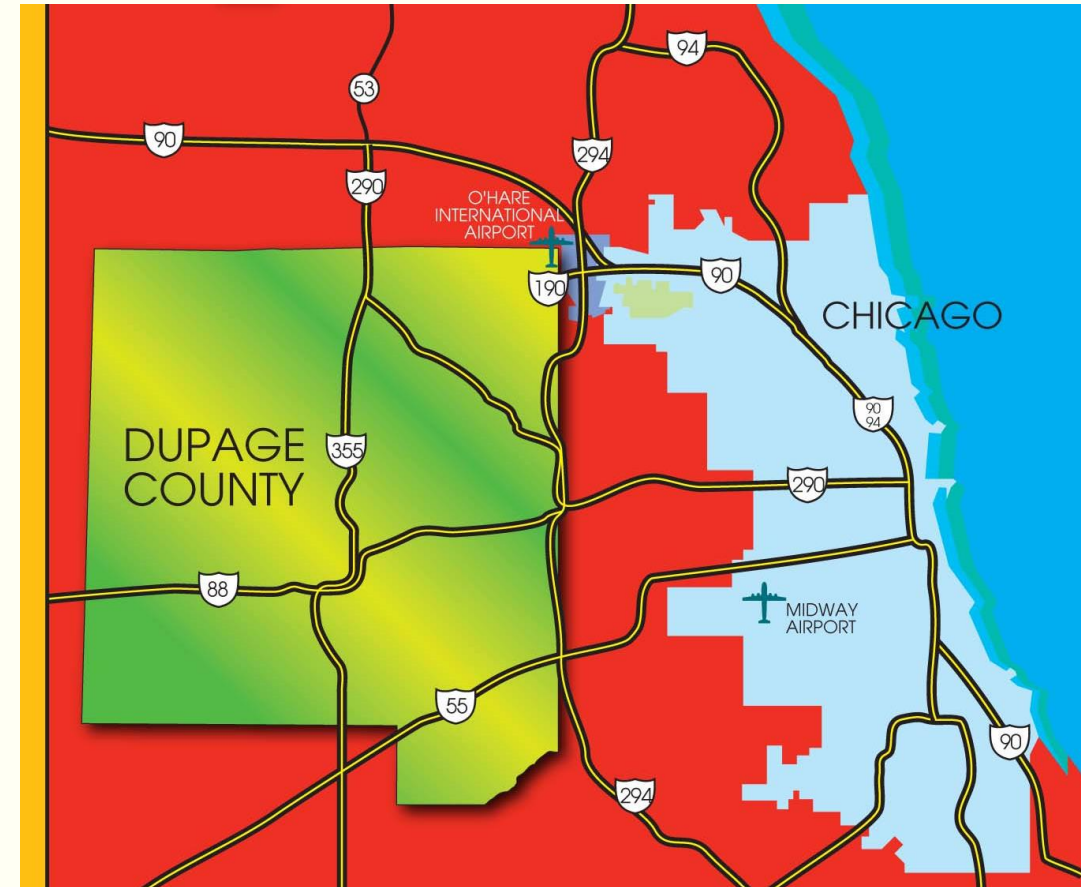 94
53
90
294
290
O'HARE
INTERNATIONAL
AIRPORT
190
90
CHICAGO
90
94
DUPAGE
COUNTY
355
290
88
MIDWAY
AIRPORT
55
90
294